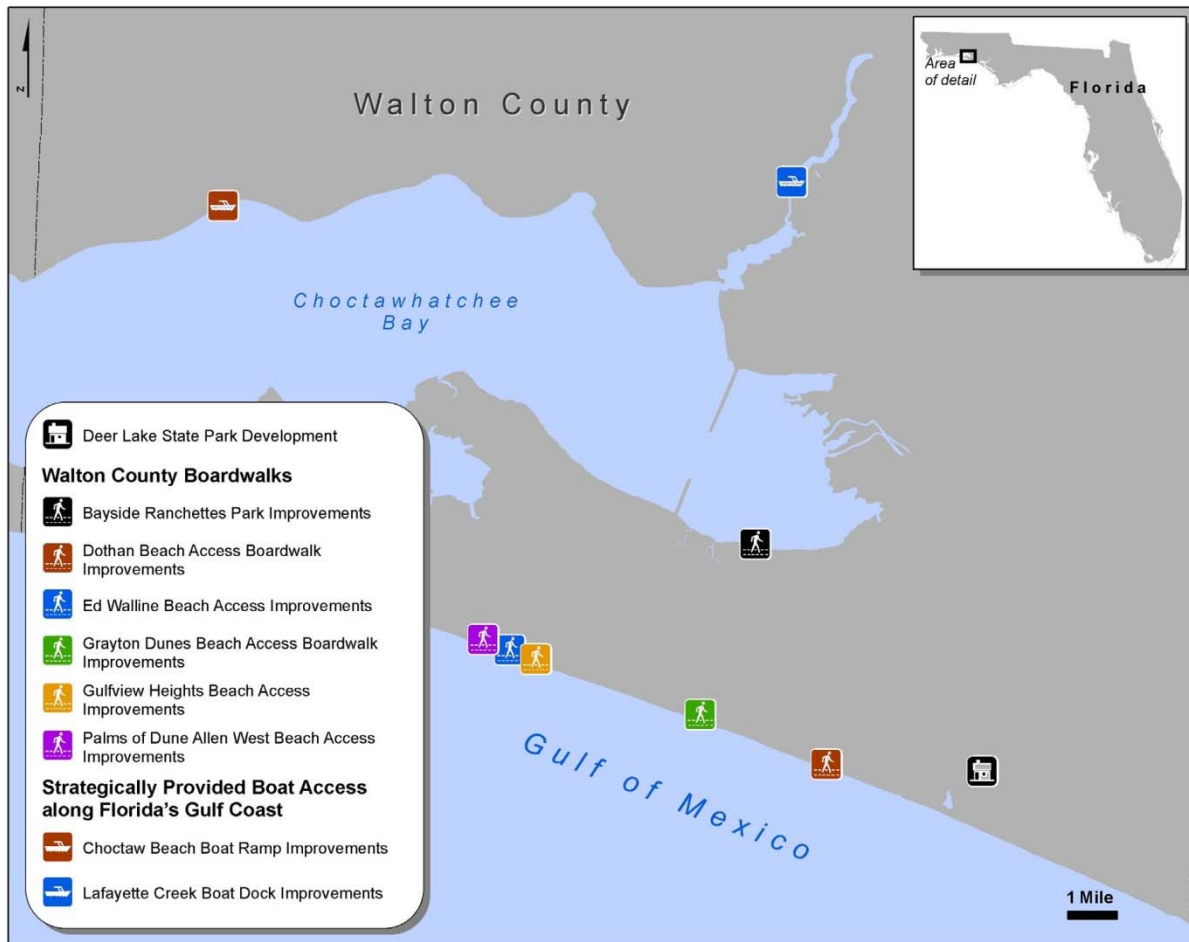 N
Walton County
Area
of detail
Florida
Choctawhatchee
Bay
Deer Lake State Park Development
Walton County Boardwalks
Bayside Ranchettes Park Improvements
Dothan Beach Access Boardwalk
Improvements
Ed Walline Beach Access Improvements
Grayton Dunes Beach Access Boardwalk
Improvements
Gulfview Heights Beach Access
Improvements
Palms of Dune Allen West Beach Access
Improvements
Strategically Provided Boat Access
along Florida’s Gulf Coast
Choctaw Beach Boat Ramp Improvements
Lafayette Creek Boat Dock Improvements
Gulf of Mexico
1 Mile